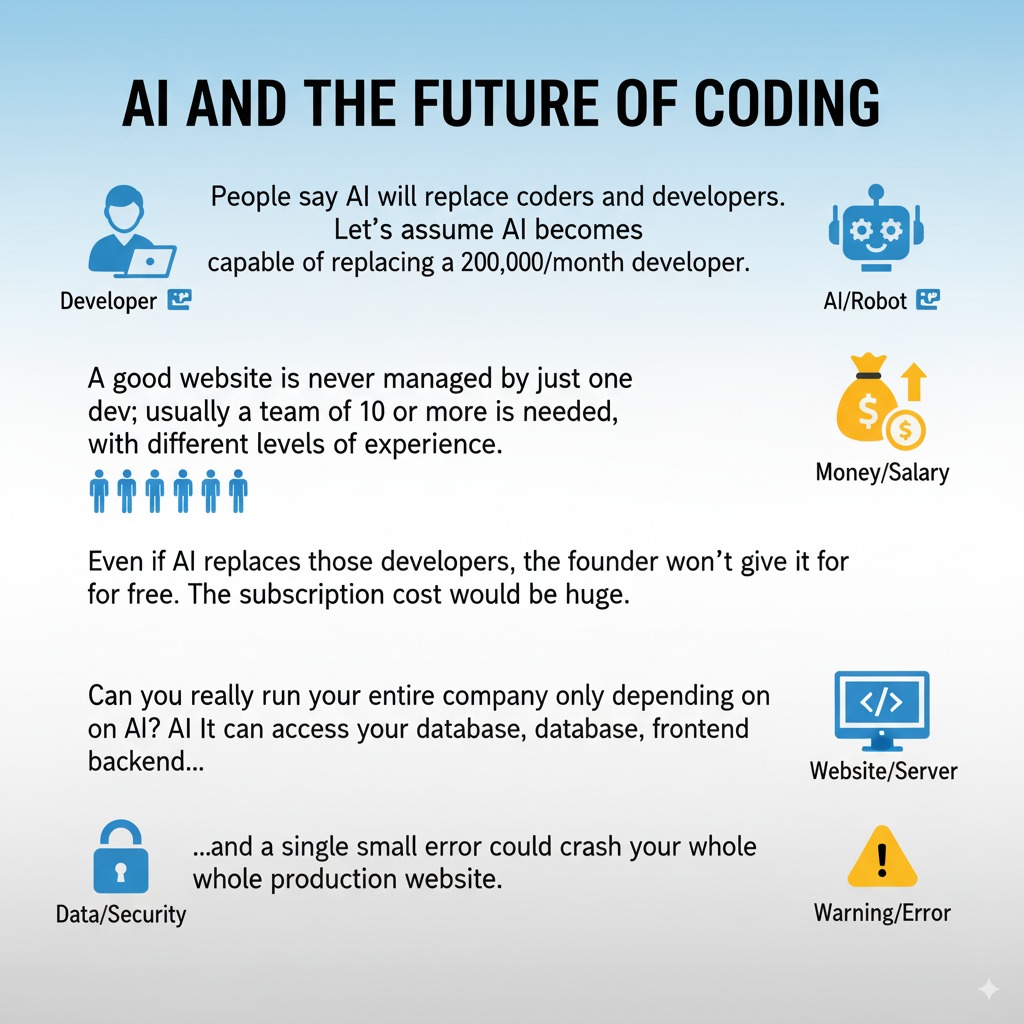 AI AND THE FUTURE OF CODING
People say AI will replace coders and developers.
Let's assume AI becomes
capable of replacing a 200,000/month developer.
Developer
AI/Robot
A good website is never managed by just one
dev; usually a team of 10 or more is needed,
with different levels of experience.
$
$
Money/Salary
Even if AI replaces those developers, the founder won't give it for
for free. The subscription cost would be huge.
Can you really run your entire company only depending on
on AI? AI It can access your database, database, frontend
backend...
</>
Website/Server
...and a single small error could crash your whole
whole production website.
Data/Security
!
Warning/Error